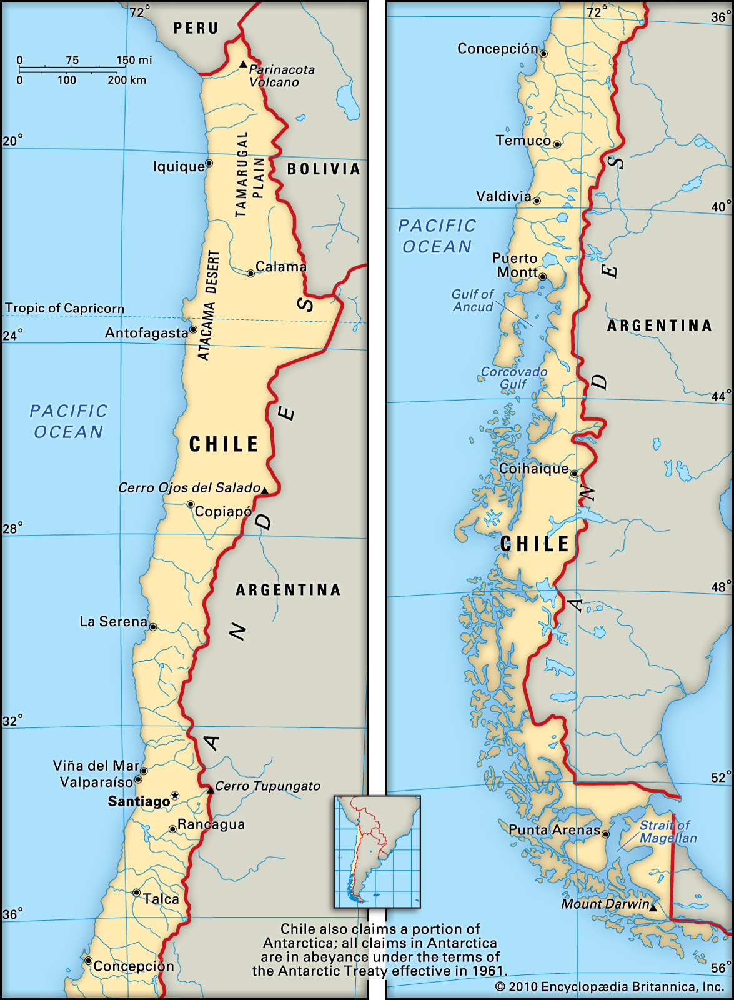 72°
PERU
0 75 150 mi
0 100 200 km
Parinacota
Volcano
20°
Iquique
TAMARUGAL
PLAIN
BOLIVIA
ATACAMA DESERT
Calama
Tropic of Capricorn
Antofagasta
24°
PACIFIC
OCEAN
CHILE
Cerro Ojos del Salado
Copiapó
28°
ARGENTINA
La Serena
32°
Viña del Mar
Valparaíso
Santiago
Cerro Tupungato
Rancagua
Talca
36°
Concepción
ANDES
72°
36°
Concepción
Temuco
Valdivia
40°
PACIFIC
OCEAN
Puerto
Montt
Gulf of
Ancud
ARGENTINA
Corcovado
Gulf
44°
Coihaique
CHILE
48°
52°
Punta Arenas
Strait of
Magellan
Mount Darwin
56°
ANDES
Chile also claims a portion of
Antarctica; all claims in Antarctica
are in abeyance under the terms of
the Antarctic Treaty effective in 1961.
© 2010 Encyclopædia Britannica, Inc.